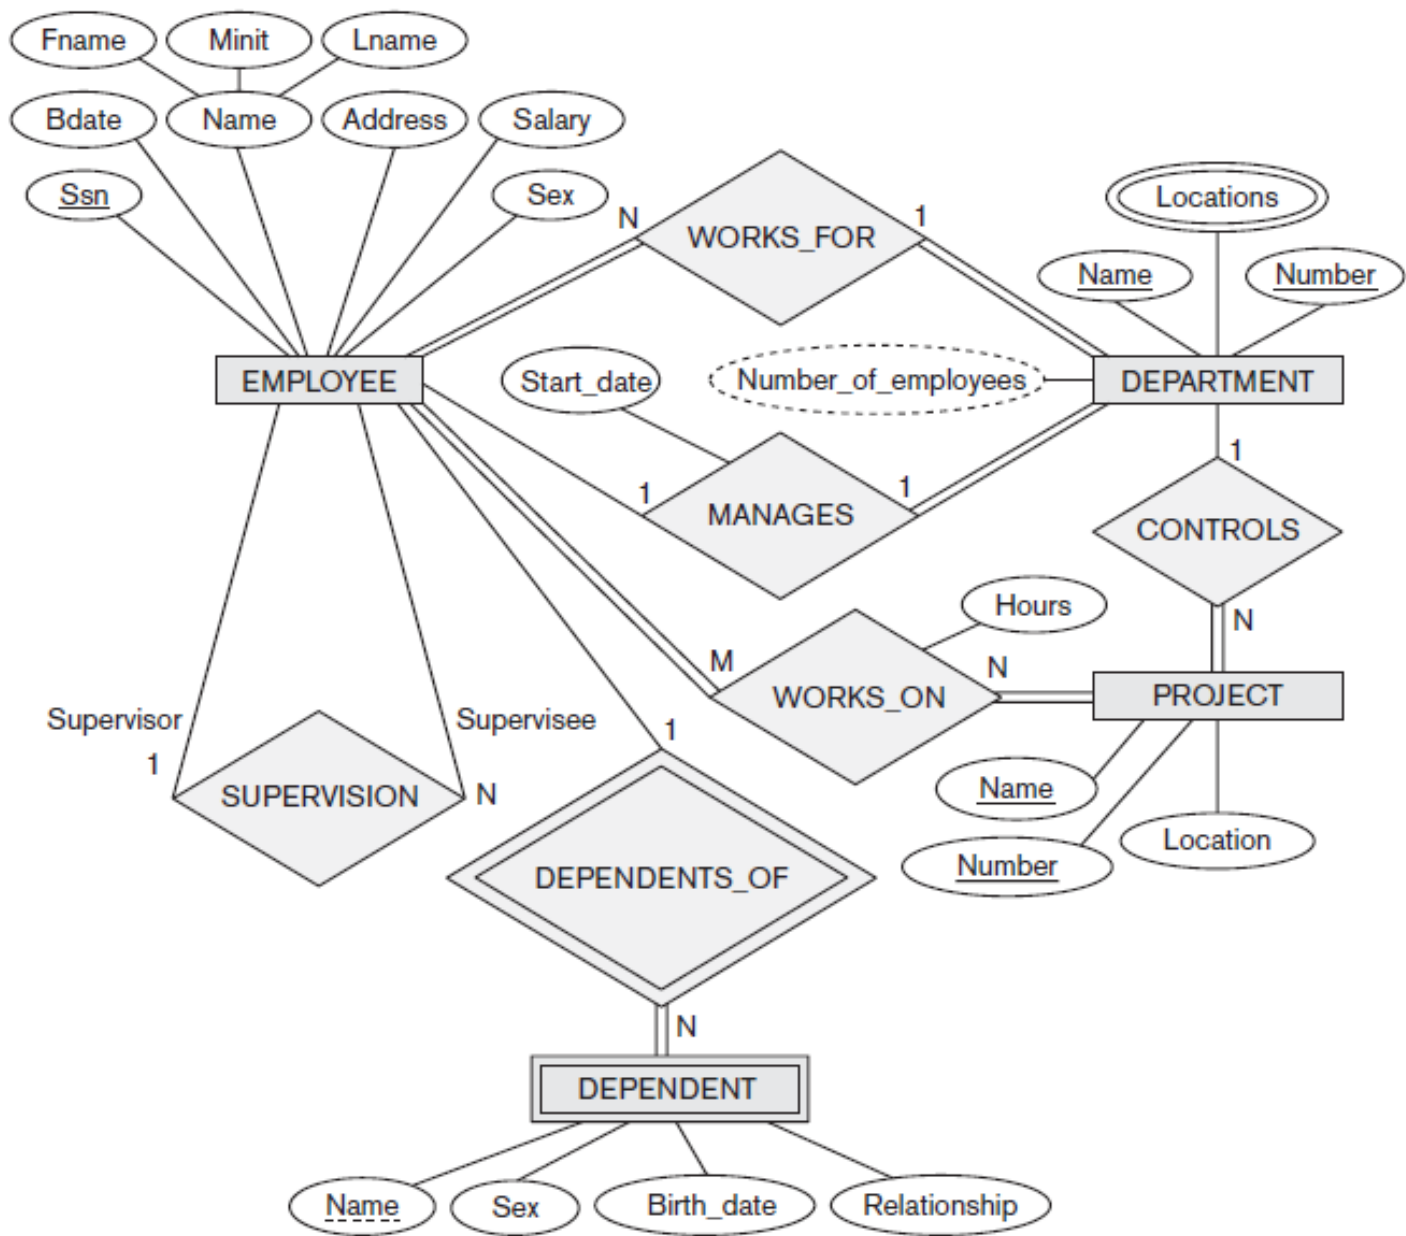 Fname
Minit
Lname
Bdate
Name
Address
Salary
Ssn
Sex
N
WORKS_FOR
1
Locations
Name
Number
EMPLOYEE
Start_date
Number_of_employees
DEPARTMENT
1
MANAGES
1
1
CONTROLS
Hours
N
M
WORKS_ON
N
PROJECT
Supervisor
Supervisee
1
1
SUPERVISION
N
Name
Number
Location
DEPENDENTS_OF
N
DEPENDENT
Name
Sex
Birth_date
Relationship